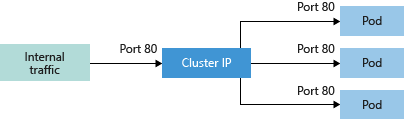 Port 80
Pod
Internal
traffic
Port 80
Cluster IP
Port 80
Pod
Port 80
Pod